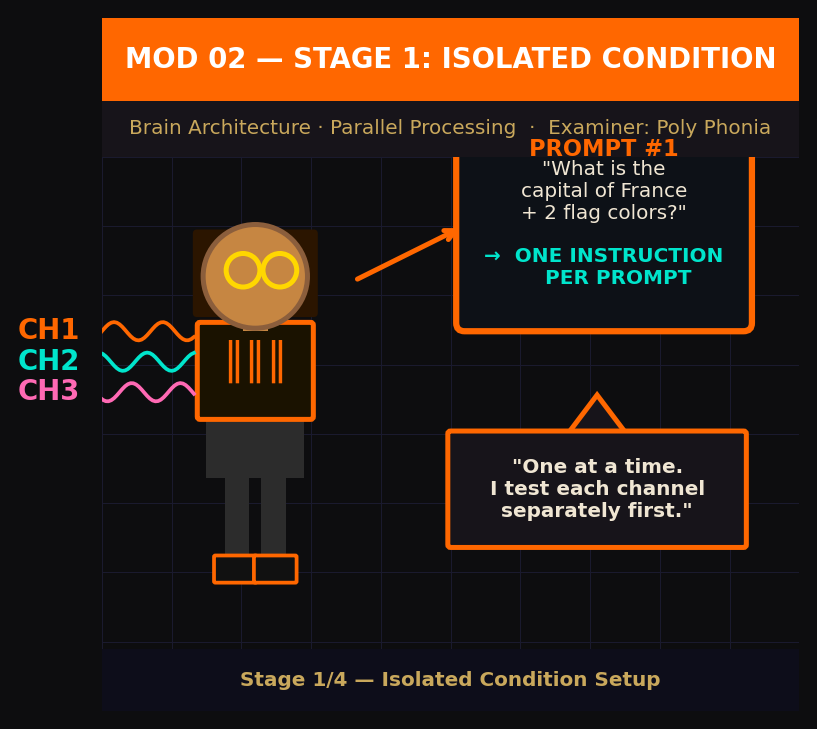 MOD 02 — STAGE 1: ISOLATED CONDITION
Brain Architecture · Parallel Processing · Examiner: Poly Phonia
PROMPT #1
"What is the
capital of France
+ 2 flag colors?"
→ ONE INSTRUCTION
PER PROMPT
CH1
CH2
CH3
"One at a time.
I test each channel
separately first."
Stage 1/4 — Isolated Condition Setup